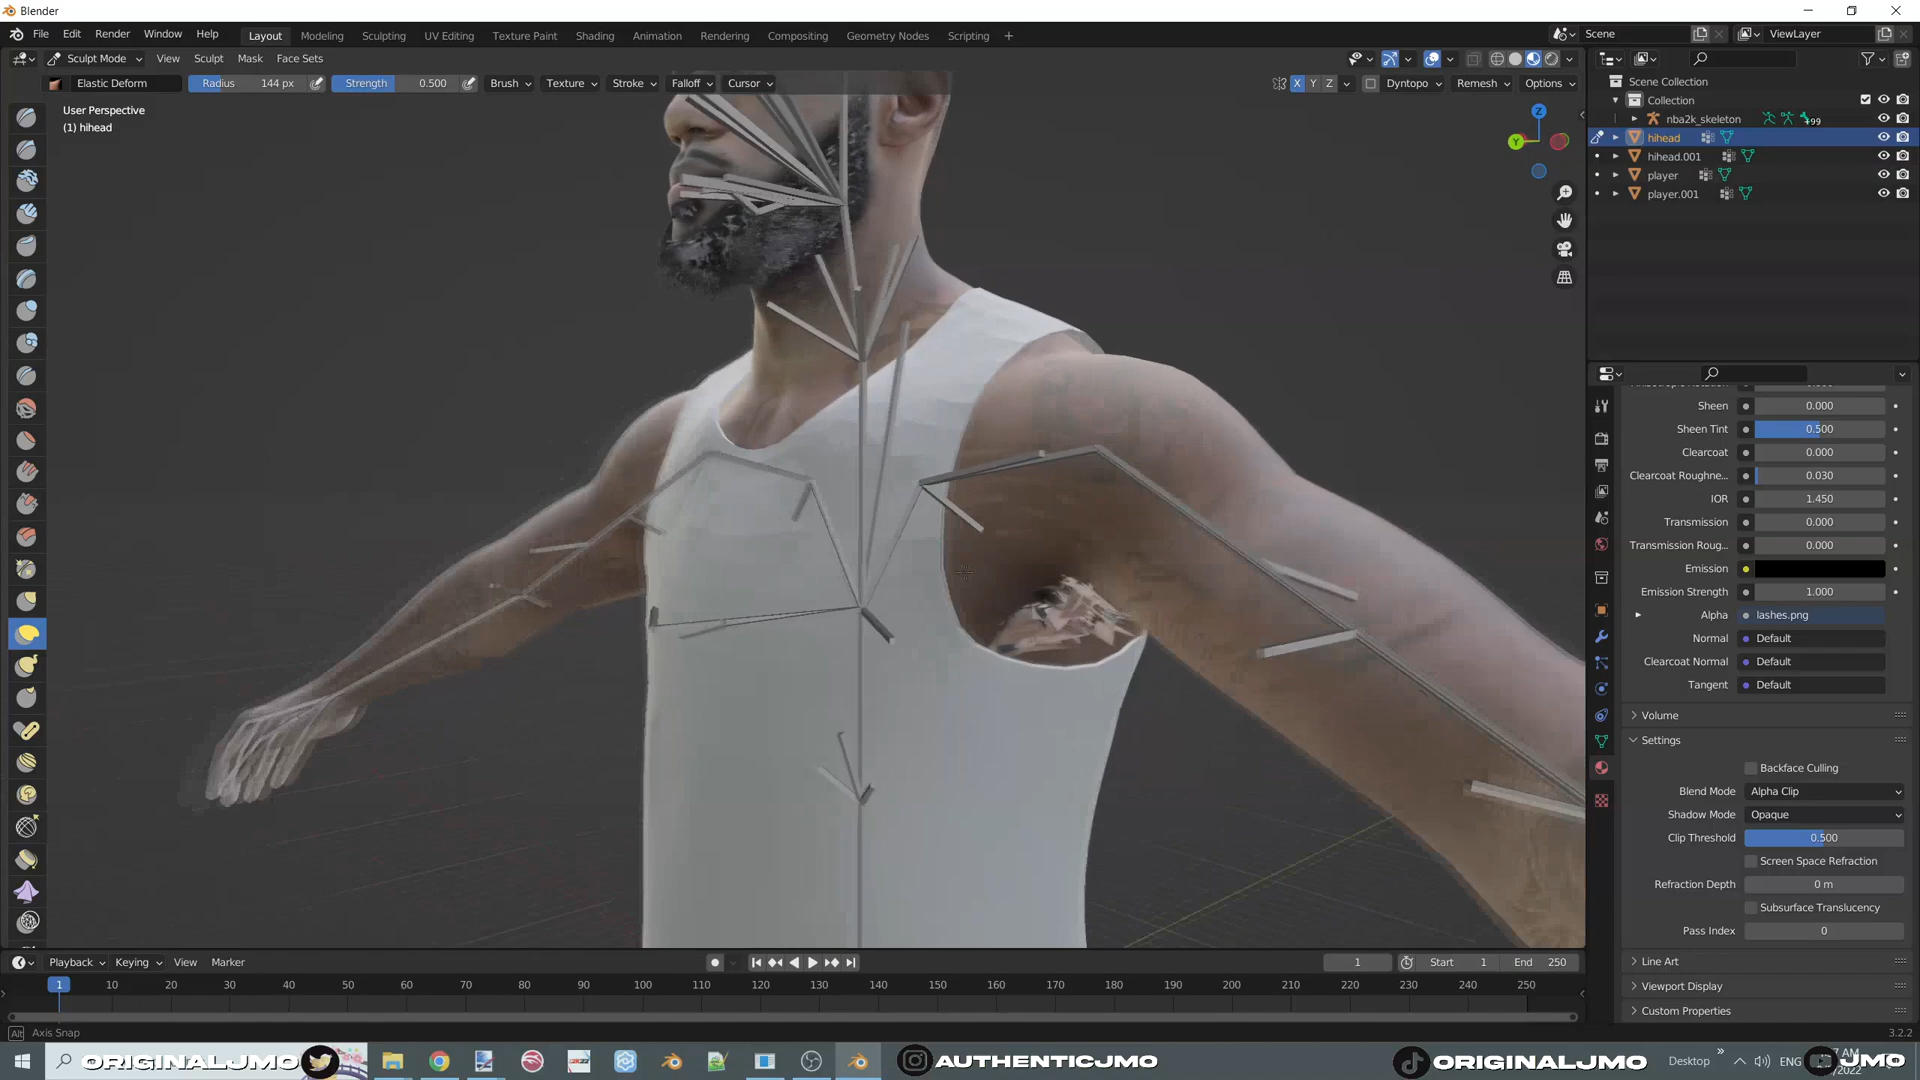 Blender
File Edit Render Window Help Layout Modeling Sculpting UV Editing Texture Paint Shading Animation Rendering Compositing Geometry Nodes Scripting + Scene ViewLayer
Sculpt Mode View Sculpt Mask Face Sets
Elastic Deform Radius 144 px Strength 0.500 Brush Texture Stroke Falloff Cursor X Y Z Dyntopo Remesh Options
User Perspective
(1) hihead
Z
Y
Scene Collection
Collection
nba2k_skeleton +99
hihead
hihead.001
player
player.001
Sheen 0.000
Sheen Tint 0.500
Clearcoat 0.000
Clearcoat Roughne... 0.030
IOR 1.450
Transmission 0.000
Transmission Roug... 0.000
Emission
Emission Strength 1.000
Alpha lashes.png
Normal Default
Clearcoat Normal Default
Tangent Default
Volume
Settings
Backface Culling
Blend Mode Alpha Clip
Shadow Mode Opaque
Clip Threshold 0.500
Screen Space Refraction
Refraction Depth 0 m
Subsurface Translucency
Pass Index 0
Line Art
Viewport Display
Custom Properties
Playback Keying View Marker 1 Start 1 End 250
1 10 20 30 40 50 60 70 80 90 100 110 120 130 140 150 160 170 180 190 200 210 220 230 240 250
Alt Axis Snap 3.2.2
ORIGINALJMO AUTHENTICJMO ORIGINALJMO Desktop ENG JMO